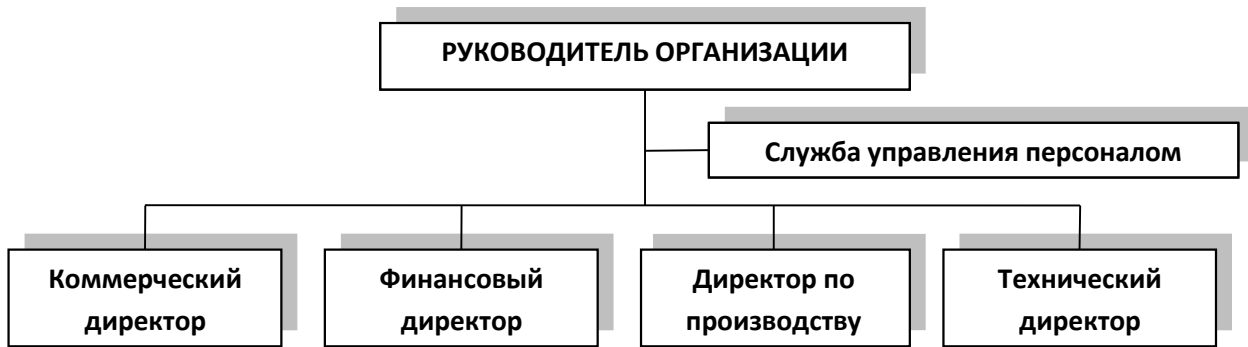 РУКОВОДИТЕЛЬ ОРГАНИЗАЦИИ
Служба управления персоналом
Коммерческий
директор
Финансовый
директор
Директор по
производству
Технический
директор